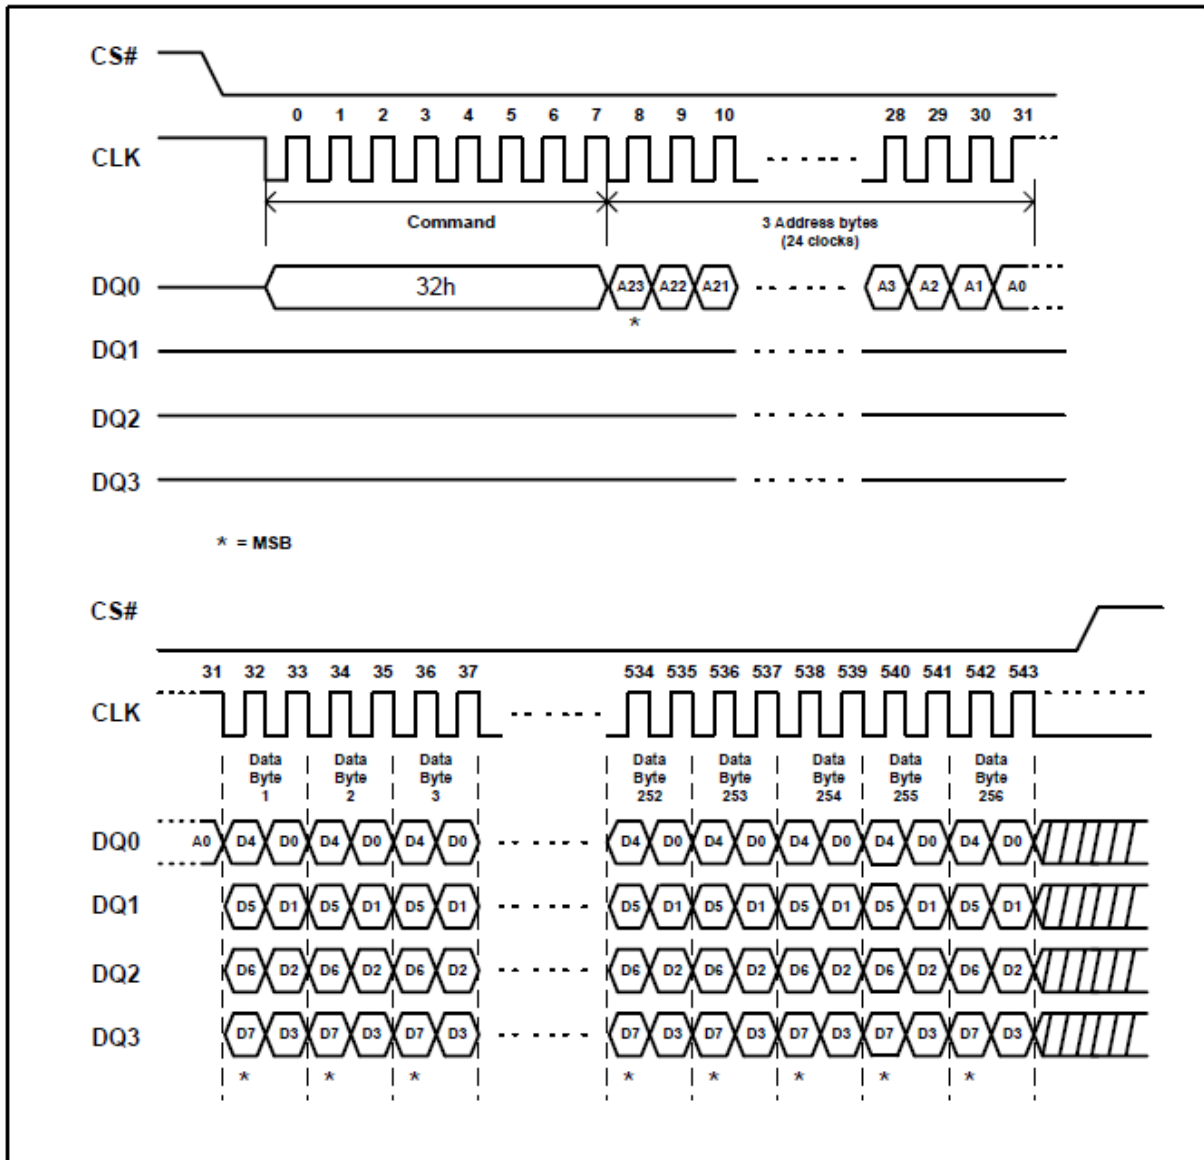 CS#
0 1 2 3 4 5 6 7 8 9 10 28 29 30 31
CLK
Command
3 Address bytes
(24 clocks)
DQ0 32h A23 A22 A21 A3 A2 A1 A0
*
DQ1
DQ2
DQ3
* = MSB
CS#
31 32 33 34 35 36 37 534 535 536 537 538 539 540 541 542 543
CLK
Data Data Data Data Data Data Data Data
Byte Byte Byte Byte Byte Byte Byte Byte
1 2 3 252 253 254 255 256
DQ0 A0 D4 D0 D4 D0 D4 D0 D4 D0 D4 D0 D4 D0 D4 D0 D4 D0
DQ1 D5 D1 D5 D1 D5 D1 D5 D1 D5 D1 D5 D1 D5 D1 D5 D1
DQ2 D6 D2 D6 D2 D6 D2 D6 D2 D6 D2 D6 D2 D6 D2 D6 D2
DQ3 D7 D3 D7 D3 D7 D3 D7 D3 D7 D3 D7 D3 D7 D3 D7 D3
* * * * * * * *